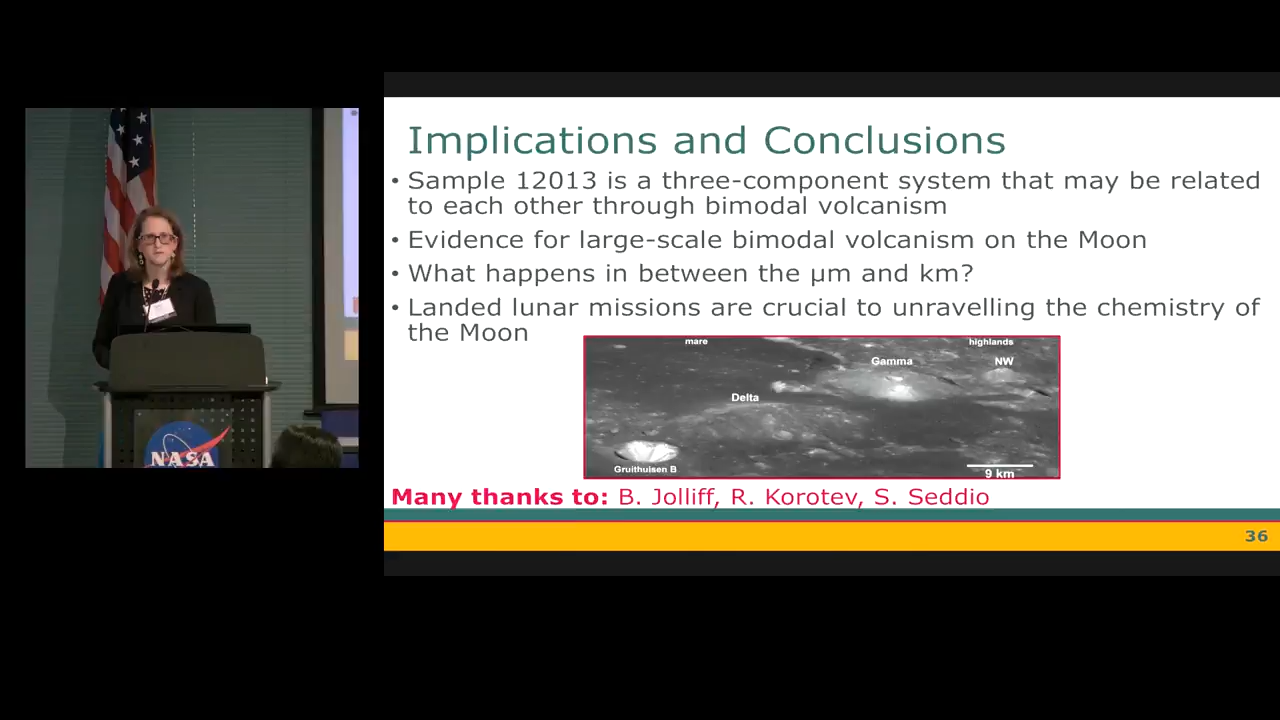 Implications and Conclusions
• Sample 12013 is a three-component system that may be related
to each other through bimodal volcanism
• Evidence for large-scale bimodal volcanism on the Moon
• What happens in between the µm and km?
• Landed lunar missions are crucial to unravelling the chemistry of
the Moon
mare
highlands
Gamma
NW
Delta
Gruithuisen B
9 km
Many thanks to: B. Jolliff, R. Korotev, S. Seddio
36
NASA